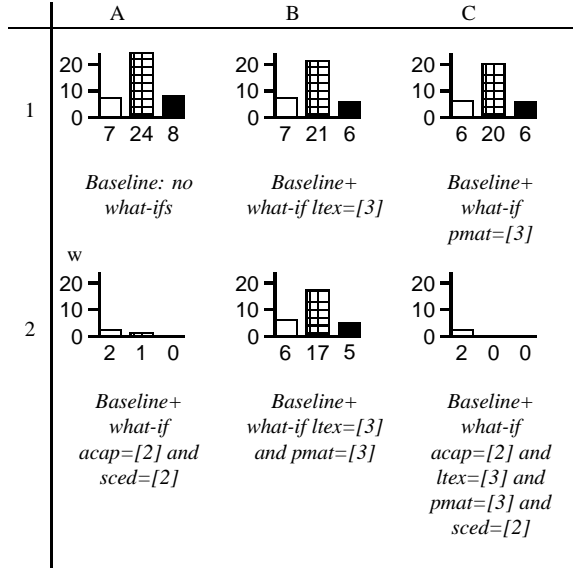 A B C
1
20 20 20
10 10 10
0 0 0
7 24 8 7 21 6 6 20 6
Baseline: no Baseline+ Baseline+
what-ifs what-if ltex=[3] what-if
pmat=[3]
w
2
20 20 20
10 10 10
0 0 0
2 1 0 6 17 5 2 0 0
Baseline+ Baseline+ Baseline+
what-if what-if ltex=[3] what-if
acap=[2] and and pmat=[3] acap=[2] and
sced=[2] ltex=[3] and
pmat=[3] and
sced=[2]